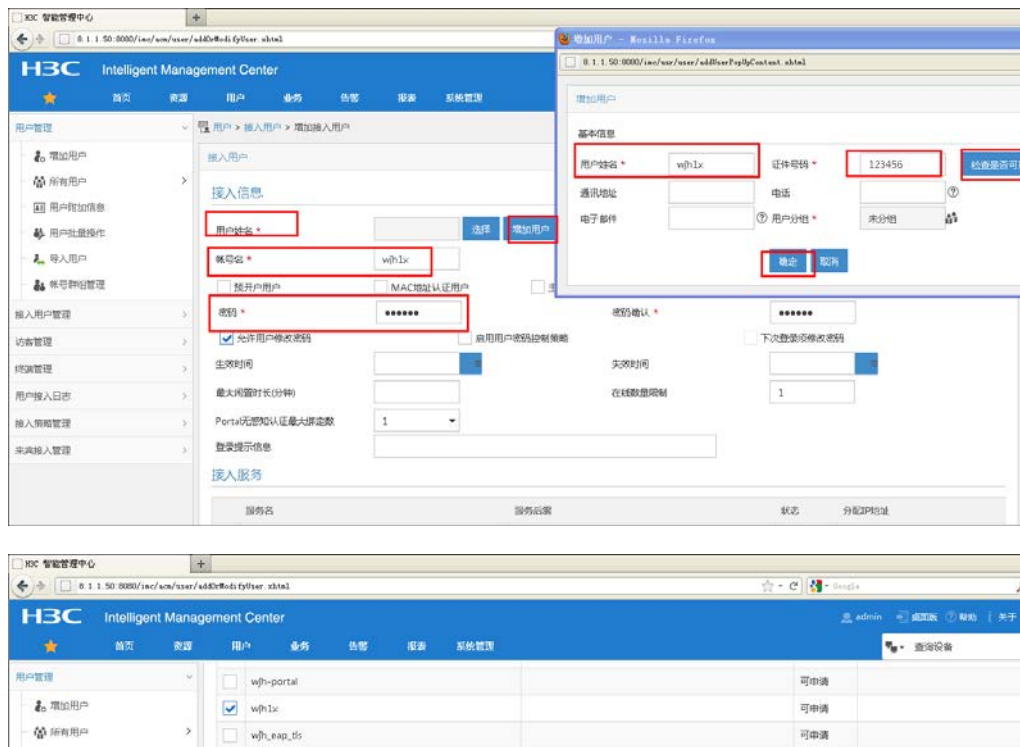 H3C 智能管理中心
8.1.1.50:8080/imc/acm/user/addOrModifyUser.xhtml
增加用户 - Mozilla Firefox
8.1.1.50:8080/imc/usr/user/addUserPopUpContent.xhtml
H3C Intelligent Management Center
首页 资源 用户 业务 告警 报表 系统管理
增加用户
基本信息
用户姓名 * wjh1x 证件号码 * 123456 检查是否可
通讯地址 电话
电子邮件 用户分组 * 未分组
确定 取消
用户管理
增加用户
所有用户
用户附加信息
用户批量操作
导入用户
帐号群组管理
接入用户管理
访客管理
终端管理
用户接入日志
接入策略管理
来宾接入管理
用户 > 接入用户 > 增加接入用户
接入用户
接入信息
用户姓名 * 选择 增加用户
帐号名 * wjh1x
预开户用户 MAC地址认证用户 主
密码 * ●●●●●● 密码确认 * ●●●●●●
允许用户修改密码 启用用户密码控制策略 下次登录须修改密码
生效时间 失效时间
最大闲置时长(分钟) 在线数量限制 1
Portal无感知认证最大绑定数 1
登录提示信息
接入服务
服务名 服务后缀 状态 分配IP地址
H3C 智能管理中心
8.1.1.50:8080/imc/acm/user/addOrModifyUser.xhtml
Google
H3C Intelligent Management Center
admin 桌面版 帮助 关于
首页 资源 用户 业务 告警 报表 系统管理
查询设备
用户管理
增加用户
所有用户
wjh-portal 可申请
wjh1x 可申请
wjh_eap_tls 可申请